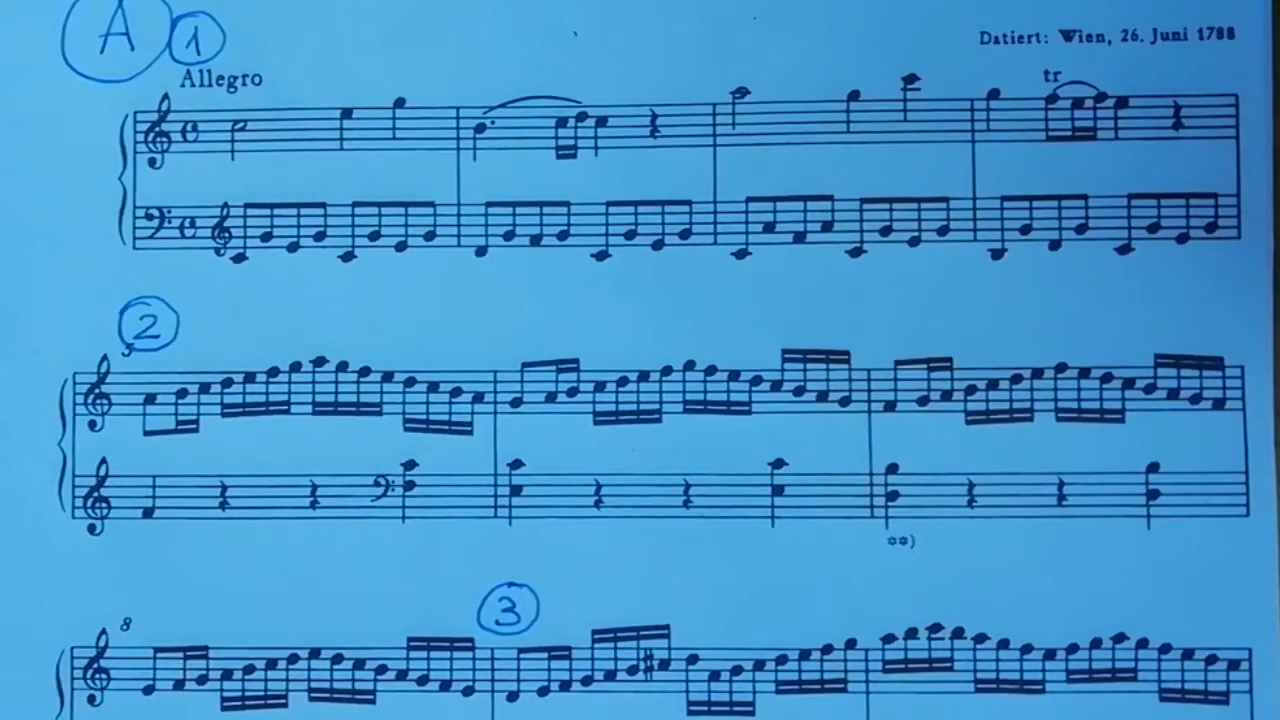 A 1
Datiert: Wien, 26. Juni 1788
Allegro
tr
2
5
**)
8
3